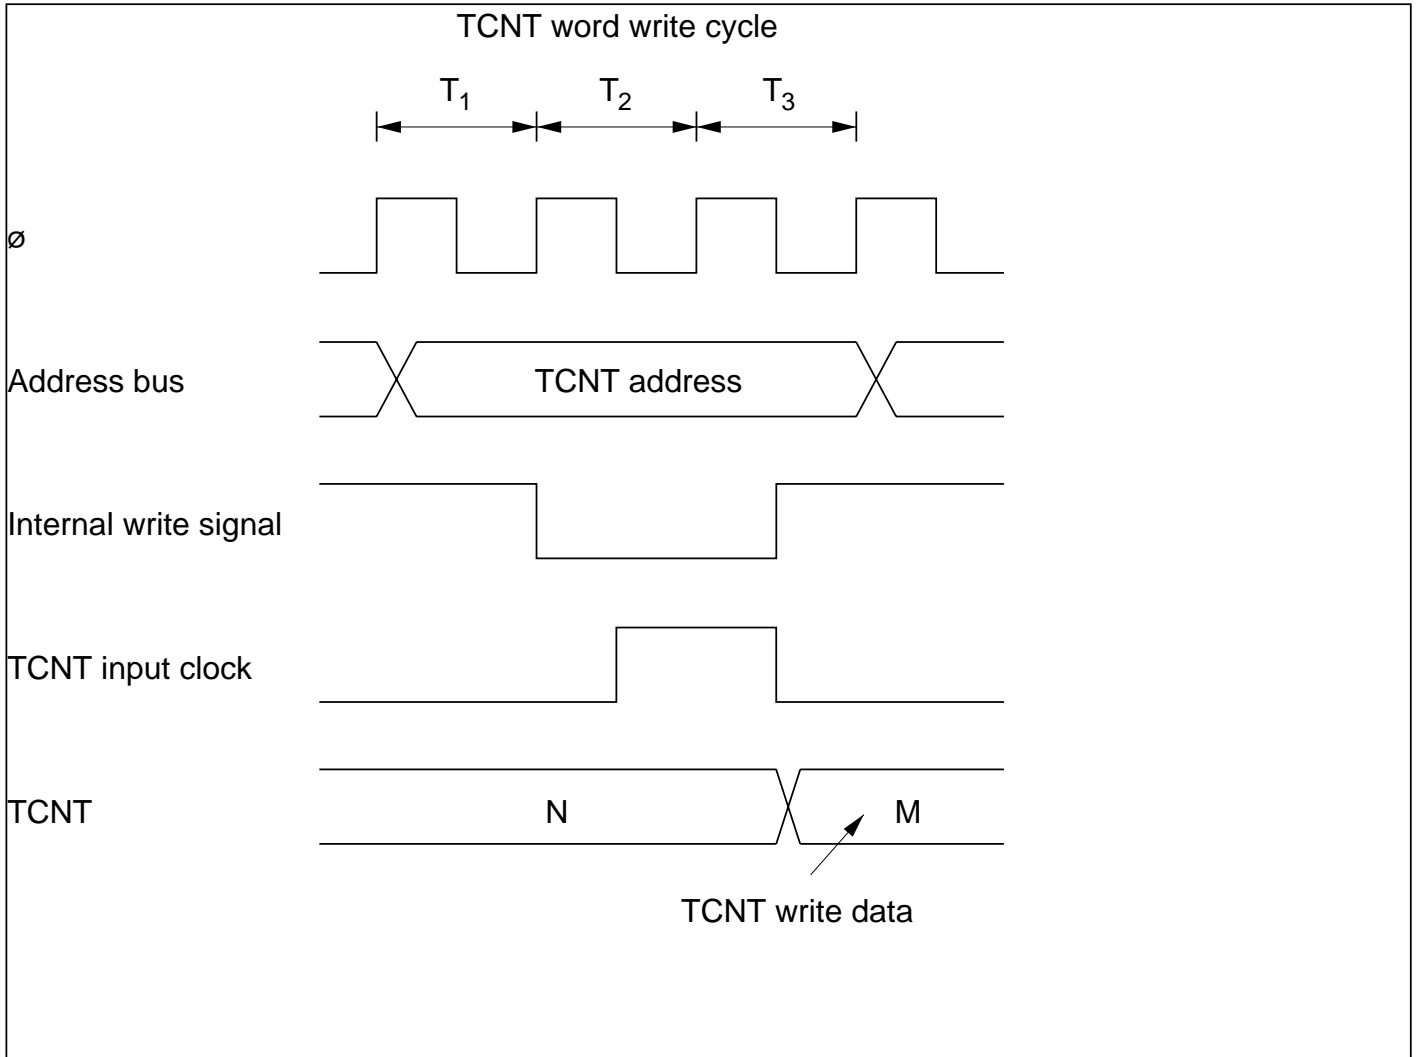 TCNT word write cycle
T1 T2 T3
ø
Address bus TCNT address
Internal write signal
TCNT input clock
TCNT N M
TCNT write data